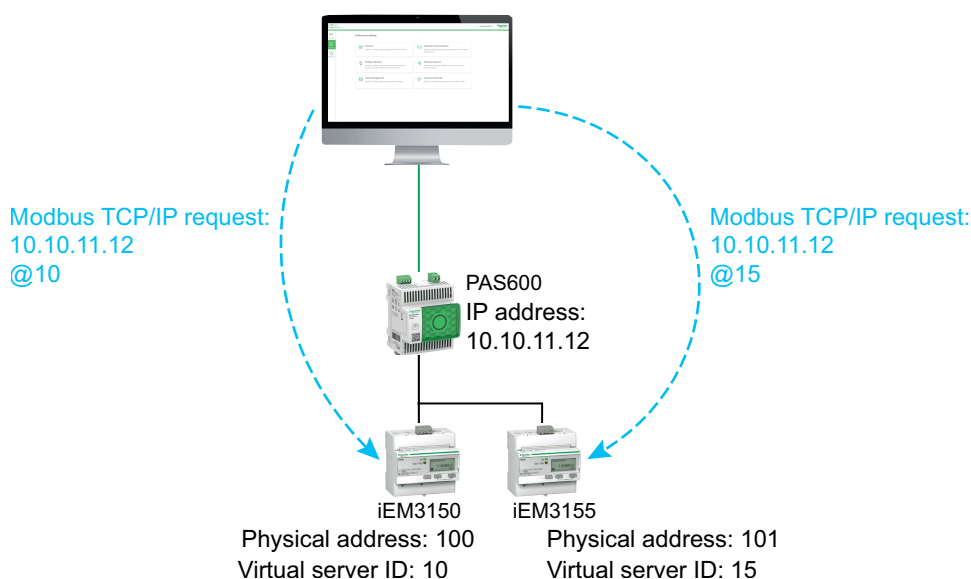 Modbus TCP/IP request:
10.10.11.12
@10
Modbus TCP/IP request:
10.10.11.12
@15
PAS600
IP address:
10.10.11.12
iEM3150
Physical address: 100
Virtual server ID: 10
iEM3155
Physical address: 101
Virtual server ID: 15